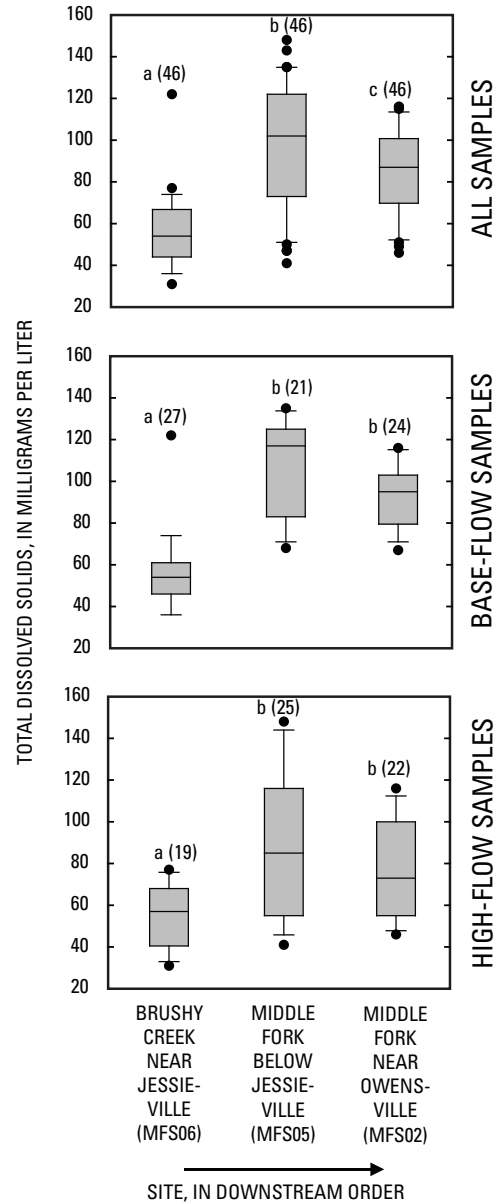 TOTAL DISSOLVED SOLIDS, IN MILLIGRAMS PER LITER
160
140
120
100
80
60
40
20
a (46)
b (46)
c (46)
ALL SAMPLES
160
140
120
100
80
60
40
20
a (27)
b (21)
b (24)
BASE-FLOW SAMPLES
160
140
120
100
80
60
40
20
a (19)
b (25)
b (22)
HIGH-FLOW SAMPLES
BRUSHY
CREEK
NEAR
JESSIE-
VILLE
(MFS06)
MIDDLE
FORK
BELOW
JESSIE-
VILLE
(MFS05)
MIDDLE
FORK
NEAR
OWENS-
VILLE
(MFS02)
SITE, IN DOWNSTREAM ORDER